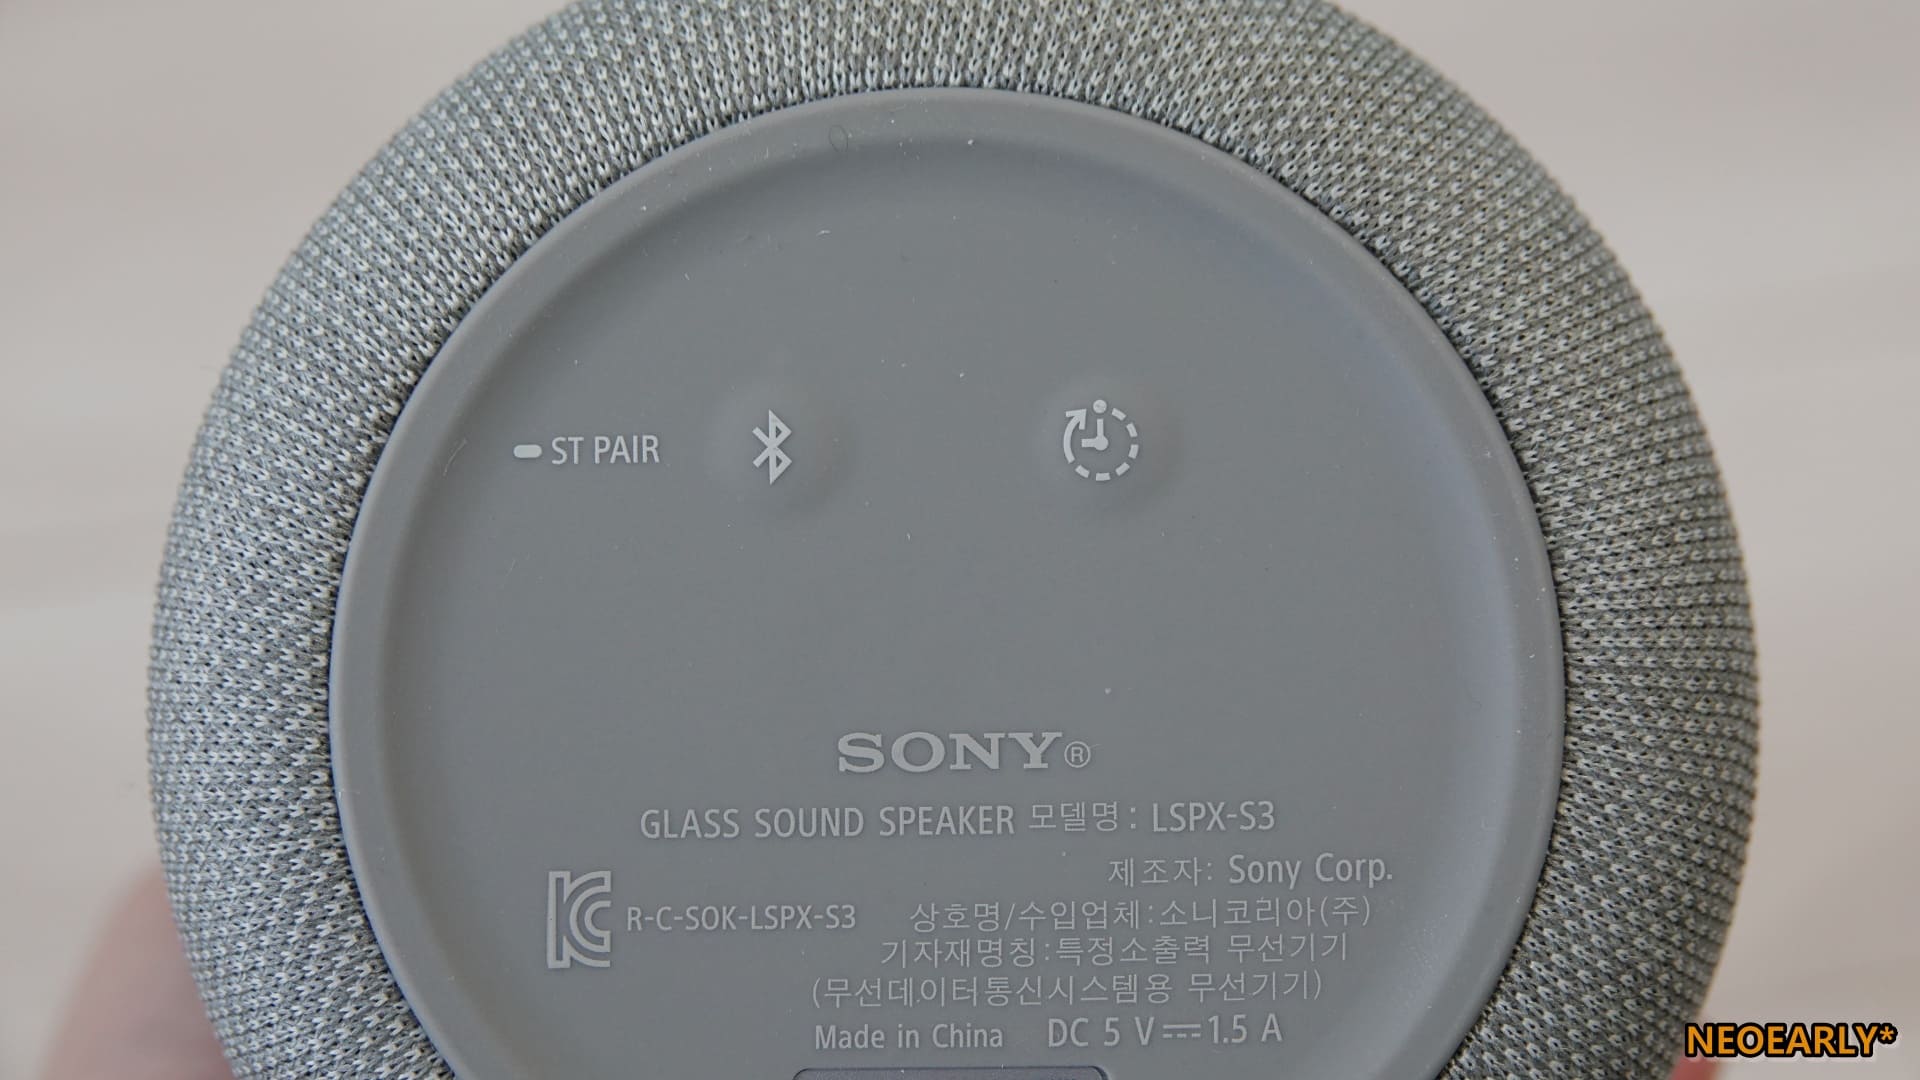 ST PAIR
SONY®
GLASS SOUND SPEAKER 모델명 : LSPX-S3
제조자: Sony Corp.
R-C-SOK-LSPX-S3
상호명/수입업체:소니코리아(주)
기자재명칭:특정소출력 무선기기
(무선데이터통신시스템용 무선기기)
Made in China DC 5 V⎓1.5 A
NEOEARLY*